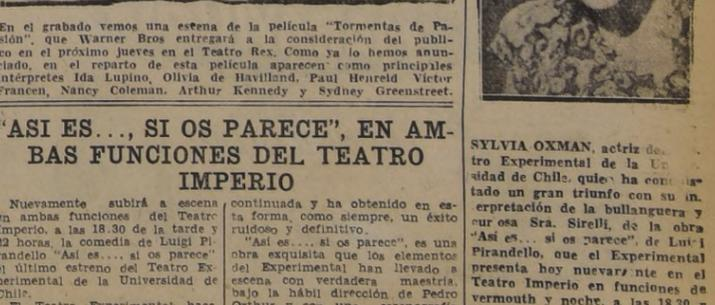 En el grabado vemos una escena de la película "Tormentas de Pa-
sión", que Warner Bros entregará a la consideración del públi-
co en el próximo jueves en el Teatro Rex. Como ya lo hemos anun-
ciado, en el reparto de esta película aparecen como principales
intérpretes Ida Lupino, Olivia de Havilland, Paul Henreid Víctor
Francen, Nancy Coleman. Arthur Kennedy y Sydney Greenstreet.
"ASI ES..., SI OS PARECE", EN AM-
BAS FUNCIONES DEL TEATRO
IMPERIO
Nuevamente subirá a escena
en ambas funciones del Teatro
Imperio, a las 18.30 de la tarde y
22 horas, la comedia de Luigi Pi-
randello "Así es.... si os parece"
el último estreno del Teatro Ex-
perimental de la Universidad de
Chile.
El Teatro Experimental hace
continuada y ha obtenido en es-
ta forma, como siempre, un éxito
ruidoso y definitivo.
"Así es.... si os parece", es una
obra exquisita que los elementos
del Experimental han llevado a
escena con verdadera maestría,
bajo la hábil dirección de Pedro
SYLVIA OXMAN, actriz de
tro Experimental de la
sidad de Chile, quien ha
tado un gran triunfo con su in.
erpretación de la bullanguera y
curiosa Sra. Sirelli, de la obra
"Así es... si os parece", de Luigi
Pirandello, que el Experimental
presenta hoy nuevamente en el
Teatro Imperio en funciones de
vermouth y noche, a las 18.30